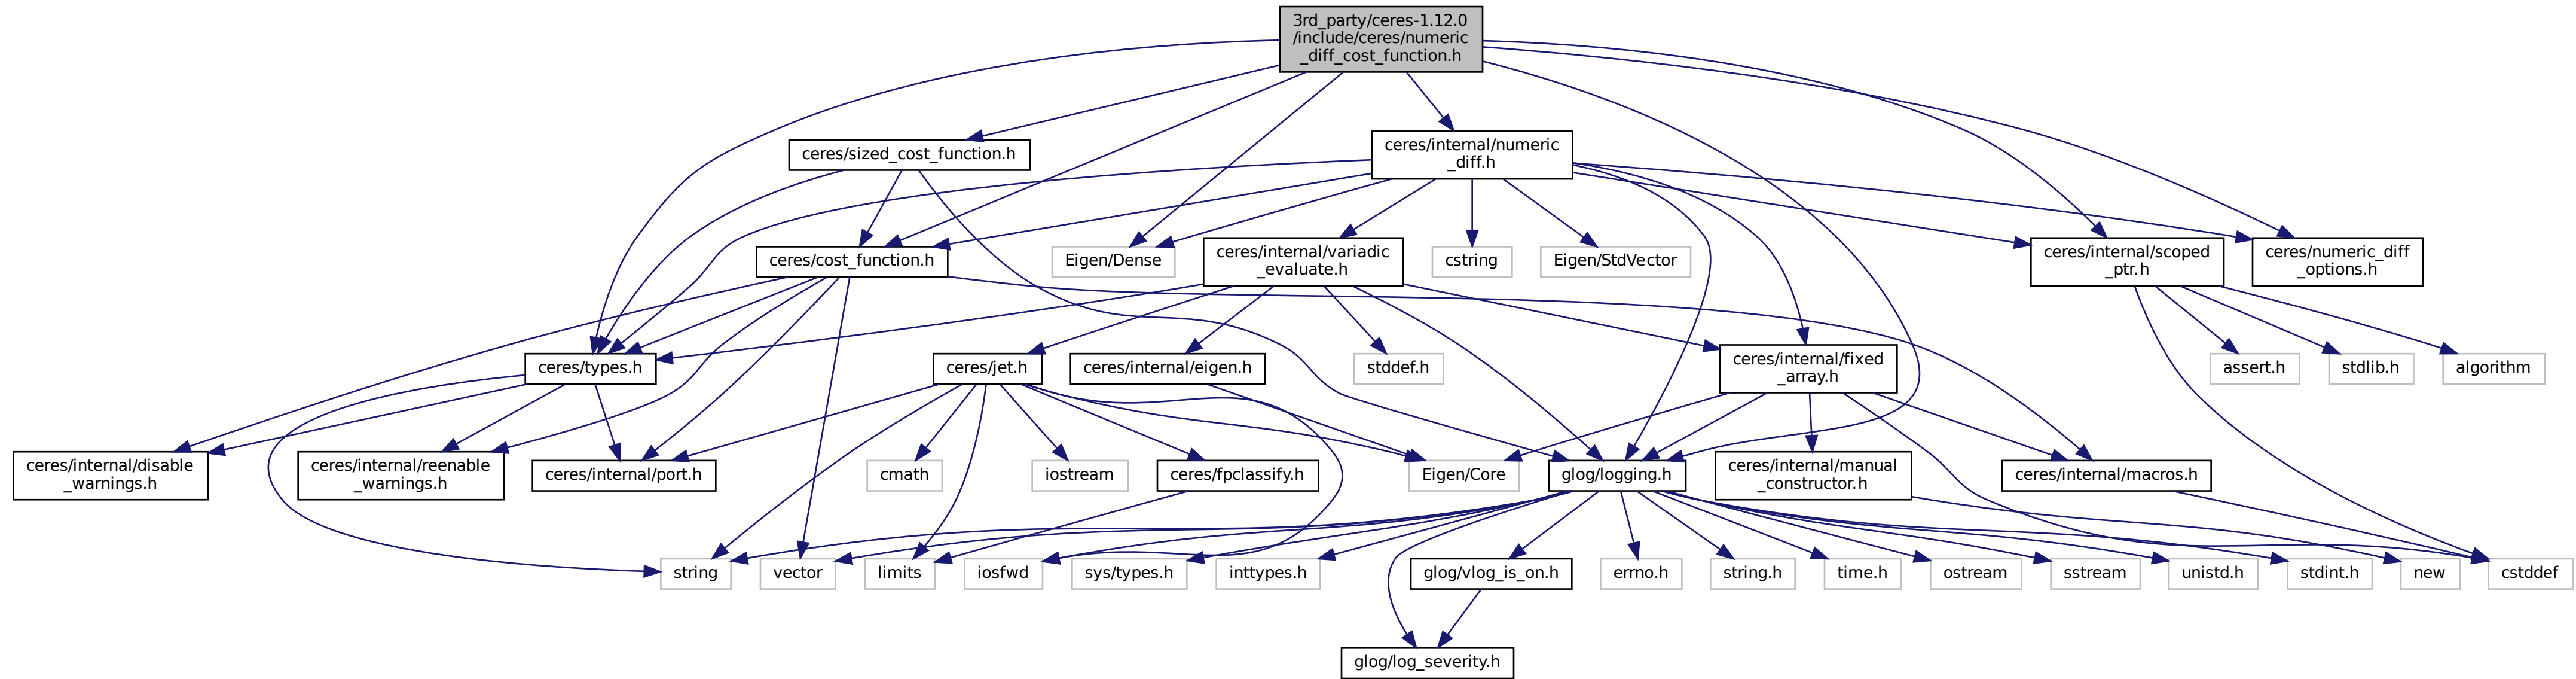 3rd_party/ceres-1.12.0
/include/ceres/numeric
_diff_cost_function.h
ceres/sized_cost_function.h
ceres/internal/numeric
_diff.h
ceres/cost_function.h
Eigen/Dense
ceres/internal/variadic
_evaluate.h
cstring
Eigen/StdVector
ceres/internal/scoped
_ptr.h
ceres/numeric_diff
_options.h
ceres/types.h
ceres/jet.h
ceres/internal/eigen.h
stddef.h
ceres/internal/fixed
_array.h
assert.h
stdlib.h
algorithm
ceres/internal/disable
_warnings.h
ceres/internal/reenable
_warnings.h
ceres/internal/port.h
cmath
iostream
ceres/fpclassify.h
Eigen/Core
glog/logging.h
ceres/internal/manual
_constructor.h
ceres/internal/macros.h
string
vector
limits
iosfwd
sys/types.h
inttypes.h
glog/vlog_is_on.h
errno.h
string.h
time.h
ostream
sstream
unistd.h
stdint.h
new
cstddef
glog/log_severity.h